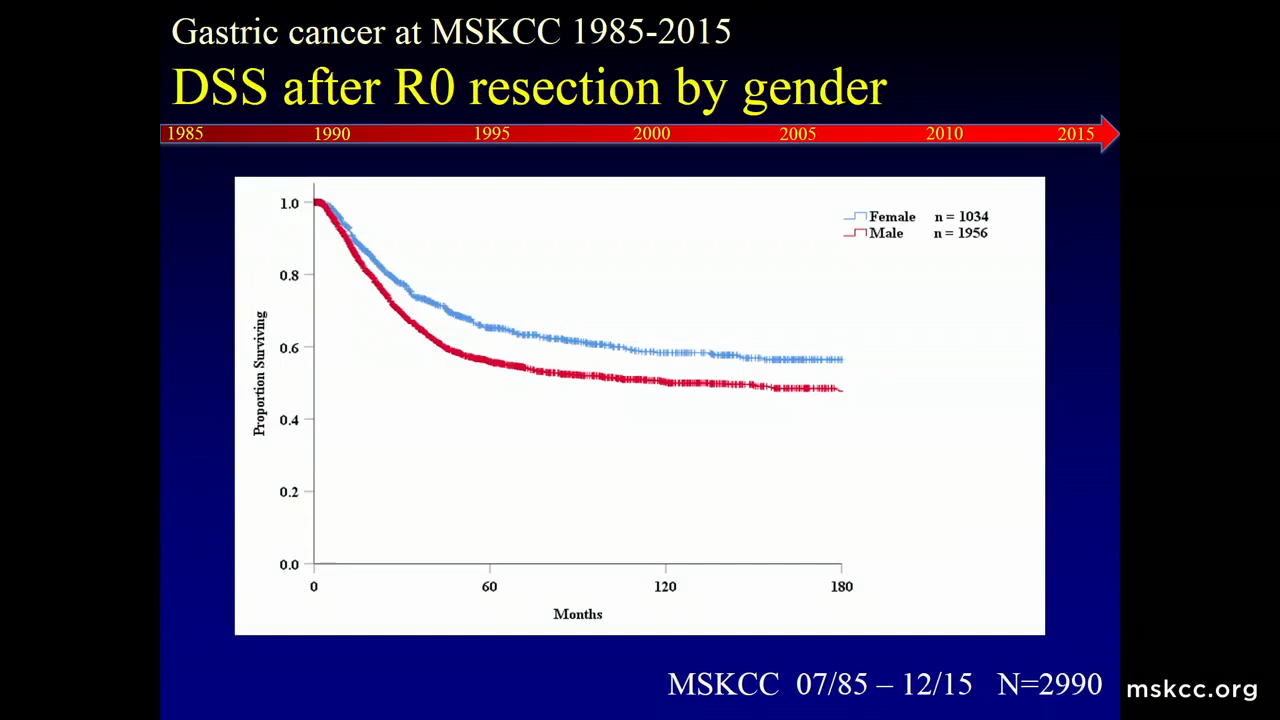 Gastric cancer at MSKCC 1985-2015
DSS after R0 resection by gender
1985 1990 1995 2000 2005 2010 2015
1.0
0.8
0.6
0.4
0.2
0.0
Proportion Surviving
Female n = 1034
Male n = 1956
0 60 120 180
Months
MSKCC 07/85 – 12/15 N=2990
mskcc.org